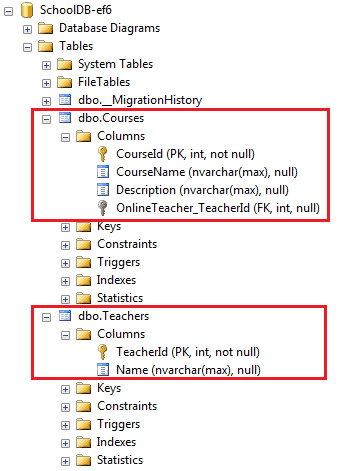 SchoolDB-ef6
Database Diagrams
Tables
System Tables
FileTables
dbo.__MigrationHistory
dbo.Courses
Columns
CourseId (PK, int, not null)
CourseName (nvarchar(max), null)
Description (nvarchar(max), null)
OnlineTeacher_TeacherId (FK, int, null)
Keys
Constraints
Triggers
Indexes
Statistics
dbo.Teachers
Columns
TeacherId (PK, int, not null)
Name (nvarchar(max), null)
Keys
Constraints
Triggers
Indexes
Statistics